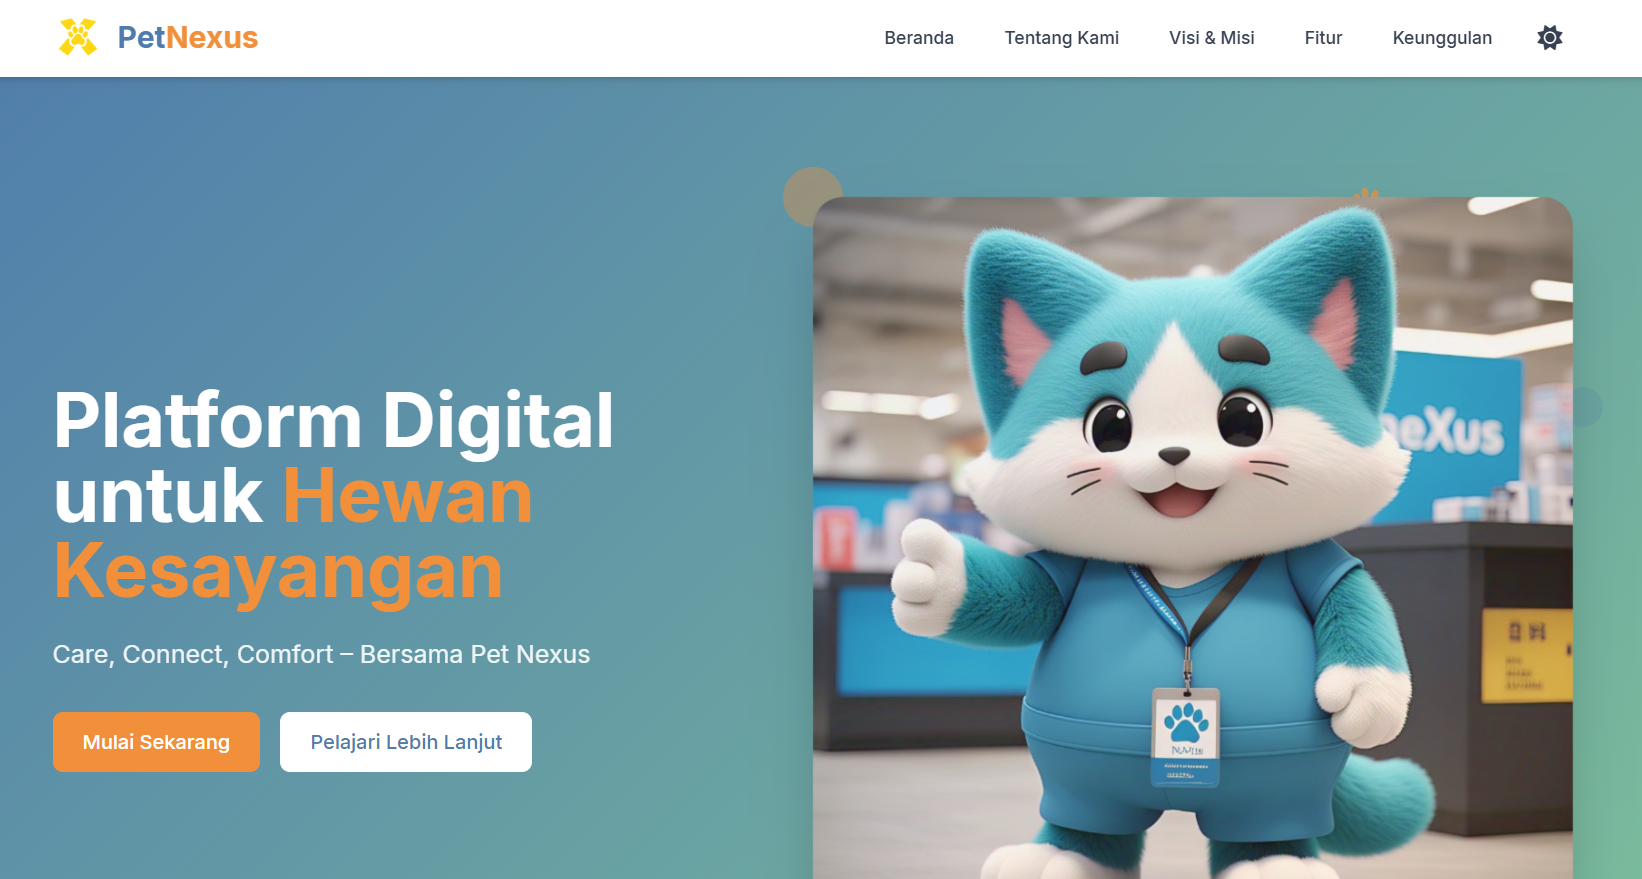 PetNexus
Beranda
Tentang Kami
Visi & Misi
Fitur
Keunggulan
Platform Digital
untuk Hewan
Kesayangan
Care, Connect, Comfort – Bersama Pet Nexus
Mulai Sekarang
Pelajari Lebih Lanjut
neXus